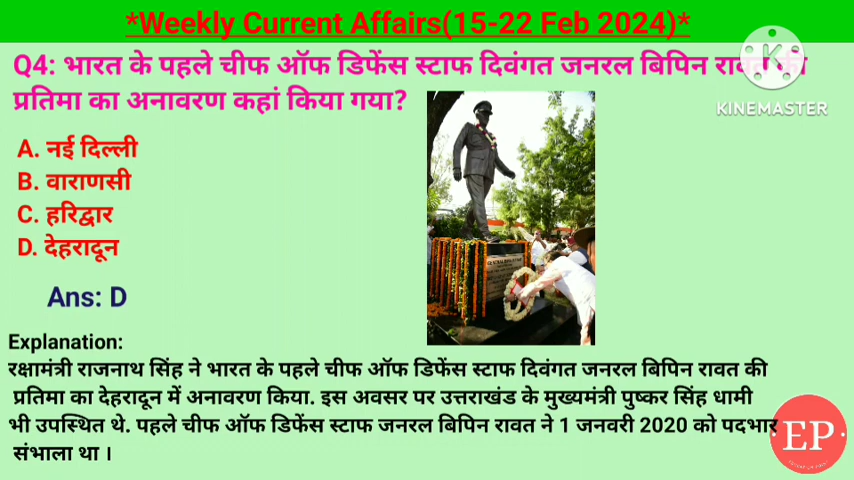 *Weekly Current Affairs(15-22 Feb 2024)*
Q4: भारत के पहले चीफ ऑफ डिफेंस स्टाफ दिवंगत जनरल बिपिन रावत की
प्रतिमा का अनावरण कहां किया गया?
KINEMASTER
A. नई दिल्ली
B. वाराणसी
C. हरिद्वार
D. देहरादून
Ans: D
Explanation:
रक्षामंत्री राजनाथ सिंह ने भारत के पहले चीफ ऑफ डिफेंस स्टाफ दिवंगत जनरल बिपिन रावत की
प्रतिमा का देहरादून में अनावरण किया. इस अवसर पर उत्तराखंड के मुख्यमंत्री पुष्कर सिंह धामी
भी उपस्थित थे. पहले चीफ ऑफ डिफेंस स्टाफ जनरल बिपिन रावत ने 1 जनवरी 2020 को पदभार
संभाला था ।
EP